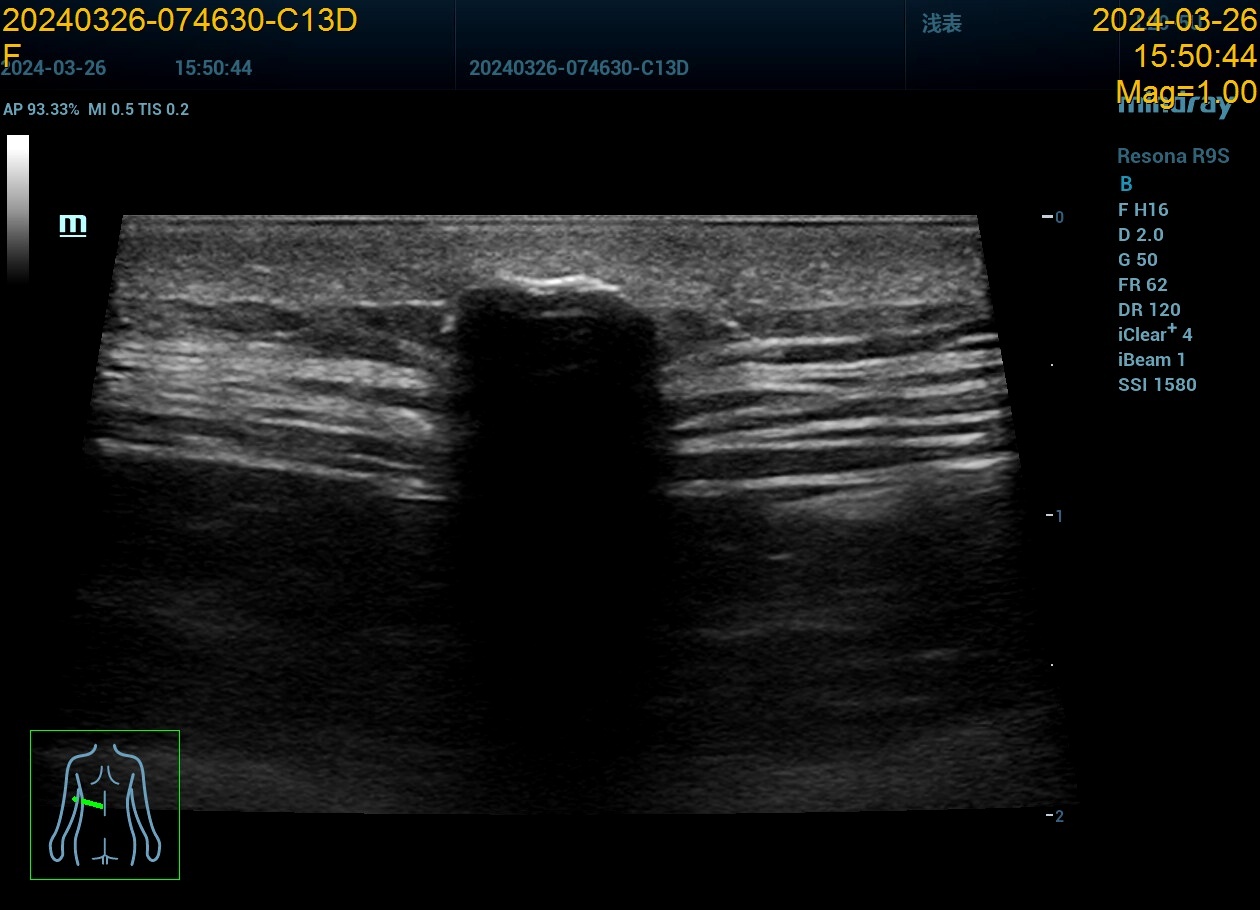 20240326-074630-C13D
F
2024-03-26 15:50:44 20240326-074630-C13D
浅表
2024-03-26
15:50:44
Mag=1.00
AP 93.33% MI 0.5 TIS 0.2
mindray
Resona R9S
B
F H16
D 2.0
G 50
FR 62
DR 120
iClear+ 4
iBeam 1
SSI 1580
m
0
1
2